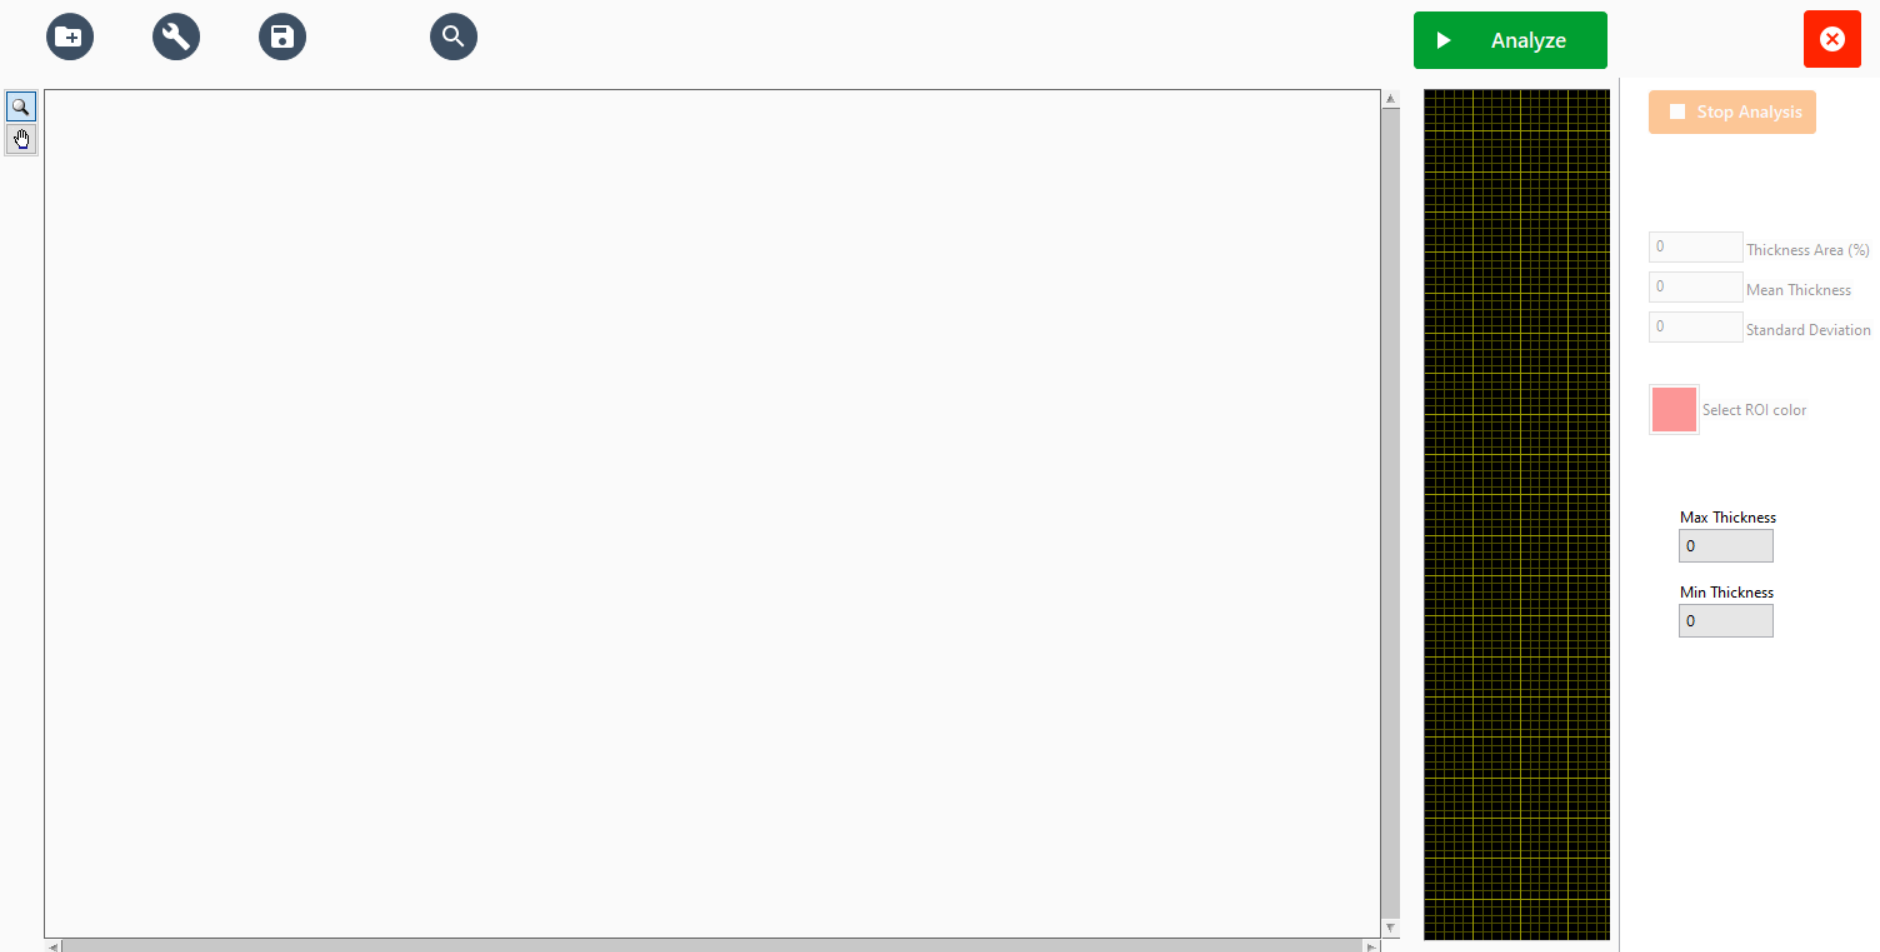 Analyze
Stop Analysis
0 Thickness Area (%)
0 Mean Thickness
0 Standard Deviation
Select ROI color
Max Thickness
0
Min Thickness
0